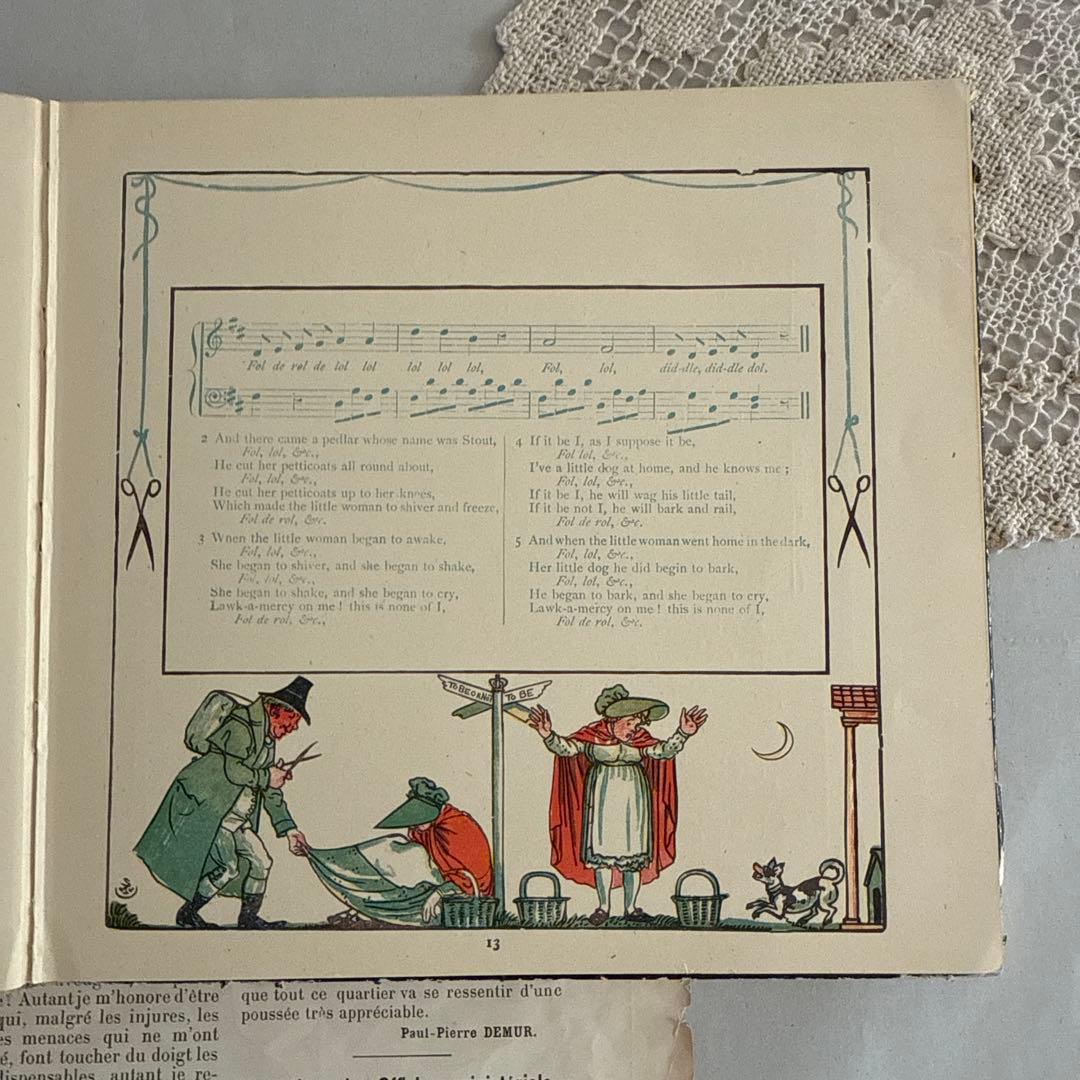 Fol de rol de lol lol lol lol lol, Fol, lol, did-dle, did-dle dol.
2 And there came a pedlar whose name was Stout,
Fol, lol, &c.,
He cut her petticoats all round about,
Fol, lol, &c.,
He cut her petticoats up to her knees,
Which made the little woman to shiver and freeze,
Fol de rol, &c.
3 When the little woman began to awake,
Fol, lol, &c.,
She began to shiver, and she began to shake,
Fol, lol, &c.,
She began to shake, and she began to cry,
Lawk-a-mercy on me! this is none of I,
Fol de rol, &c.,
4 If it be I, as I suppose it be,
Fol lol, &c.,
I've a little dog at home, and he knows me;
Fol, lol, &c.,
If it be I, he will wag his little tail,
If it be not I, he will bark and rail,
Fol de rol, &c.
5 And when the little woman went home in the dark,
Fol, lol, &c.,
Her little dog he did begin to bark,
Fol, lol, &c.,
He began to bark, and she began to cry,
Lawk-a-mercy on me! this is none of I,
Fol de rol, &c.
TO BE OR NOT TO BE
13
! Autant je m'honore d'être
qui, malgré les injures, les
es menaces qui ne m'ont
é, font toucher du doigt les
dispensables, autant je re-
que tout ce quartier va se ressentir d'une
poussée très appréciable.
Paul-Pierre DEMUR.